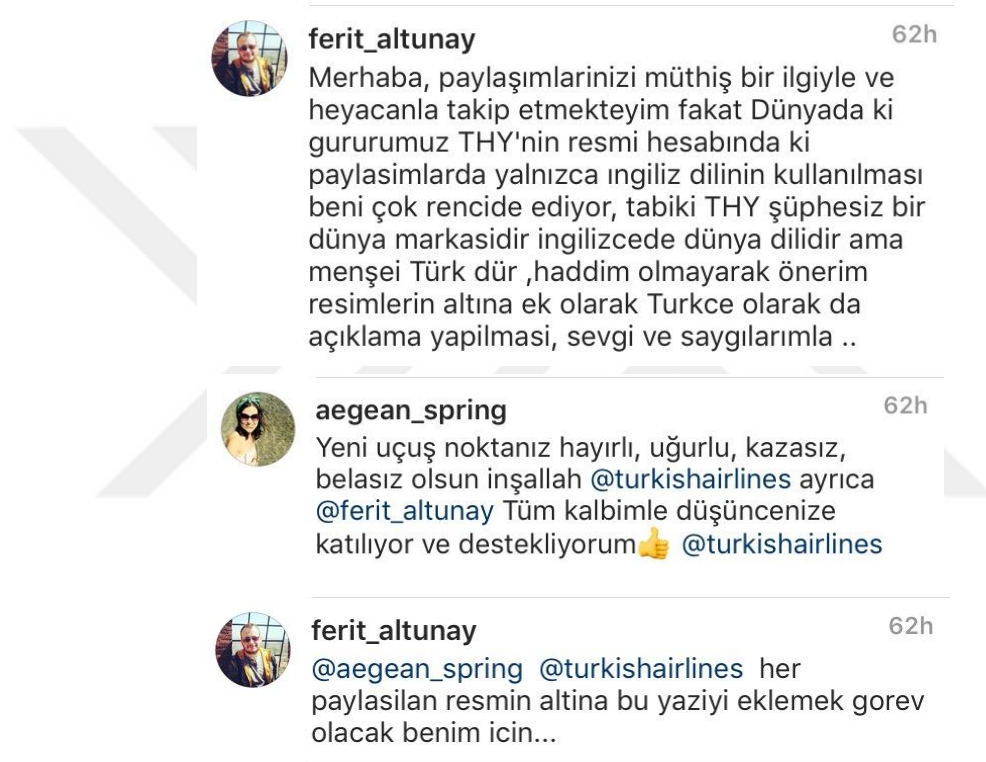 ferit_altunay 62h
Merhaba, paylaşımlarinizi müthiş bir ilgiyle ve
heyacanla takip etmekteyim fakat Dünyada ki
gururumuz THY'nin resmi hesabında ki
paylasimlarda yalnızca ıngiliz dilinin kullanılması
beni çok rencide ediyor, tabiki THY şüphesiz bir
dünya markasidir ingilizcede dünya dilidir ama
menşei Türk dür ,haddim olmayarak önerim
resimlerin altına ek olarak Turkce olarak da
açıklama yapilmasi, sevgi ve saygılarımla ..
aegean_spring 62h
Yeni uçuş noktanız hayırlı, uğurlu, kazasız,
belasız olsun inşallah @turkishairlines ayrıca
@ferit_altunay Tüm kalbimle düşüncenize
katılıyor ve destekliyorum👍 @turkishairlines
ferit_altunay 62h
@aegean_spring @turkishairlines her
paylasilan resmin altina bu yaziyi eklemek gorev
olacak benim icin...